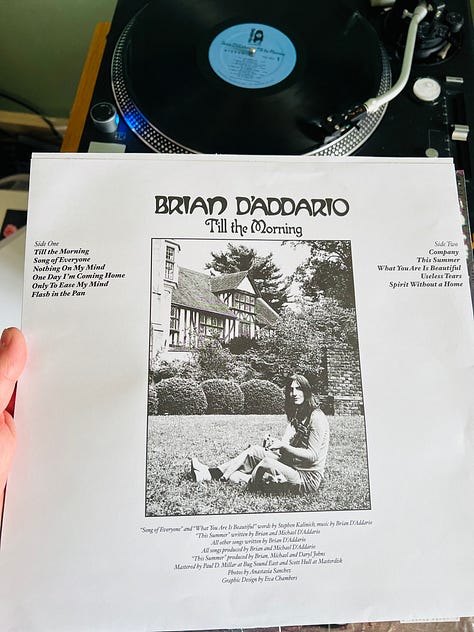 BRIAN D'ADDARIO
Till the Morning
Side One
Till the Morning
Song of Everyone
Nothing On My Mind
One Day I'm Coming Home
Only To Ease My Mind
Flash in the Pan
Side Two
Company
This Summer
What You Are Is Beautiful
Useless Tears
Spirit Without a Home
"Song of Everyone" and "What You Are Is Beautiful" words by Stephen Kalinich, music by Brian D'Addario
"This Summer" written by Brian and Michael D'Addario
All other songs written by Brian D'Addario
All songs produced by Brian and Michael D'Addario
"This Summer" produced by Brian, Michael and Daryl Johns
Mastered by Paul D. Millar at Bug Sound East and Scott Hull at Masterdisk
Photos by Anastasia Sanchez
Graphic Design by Eva Chambers